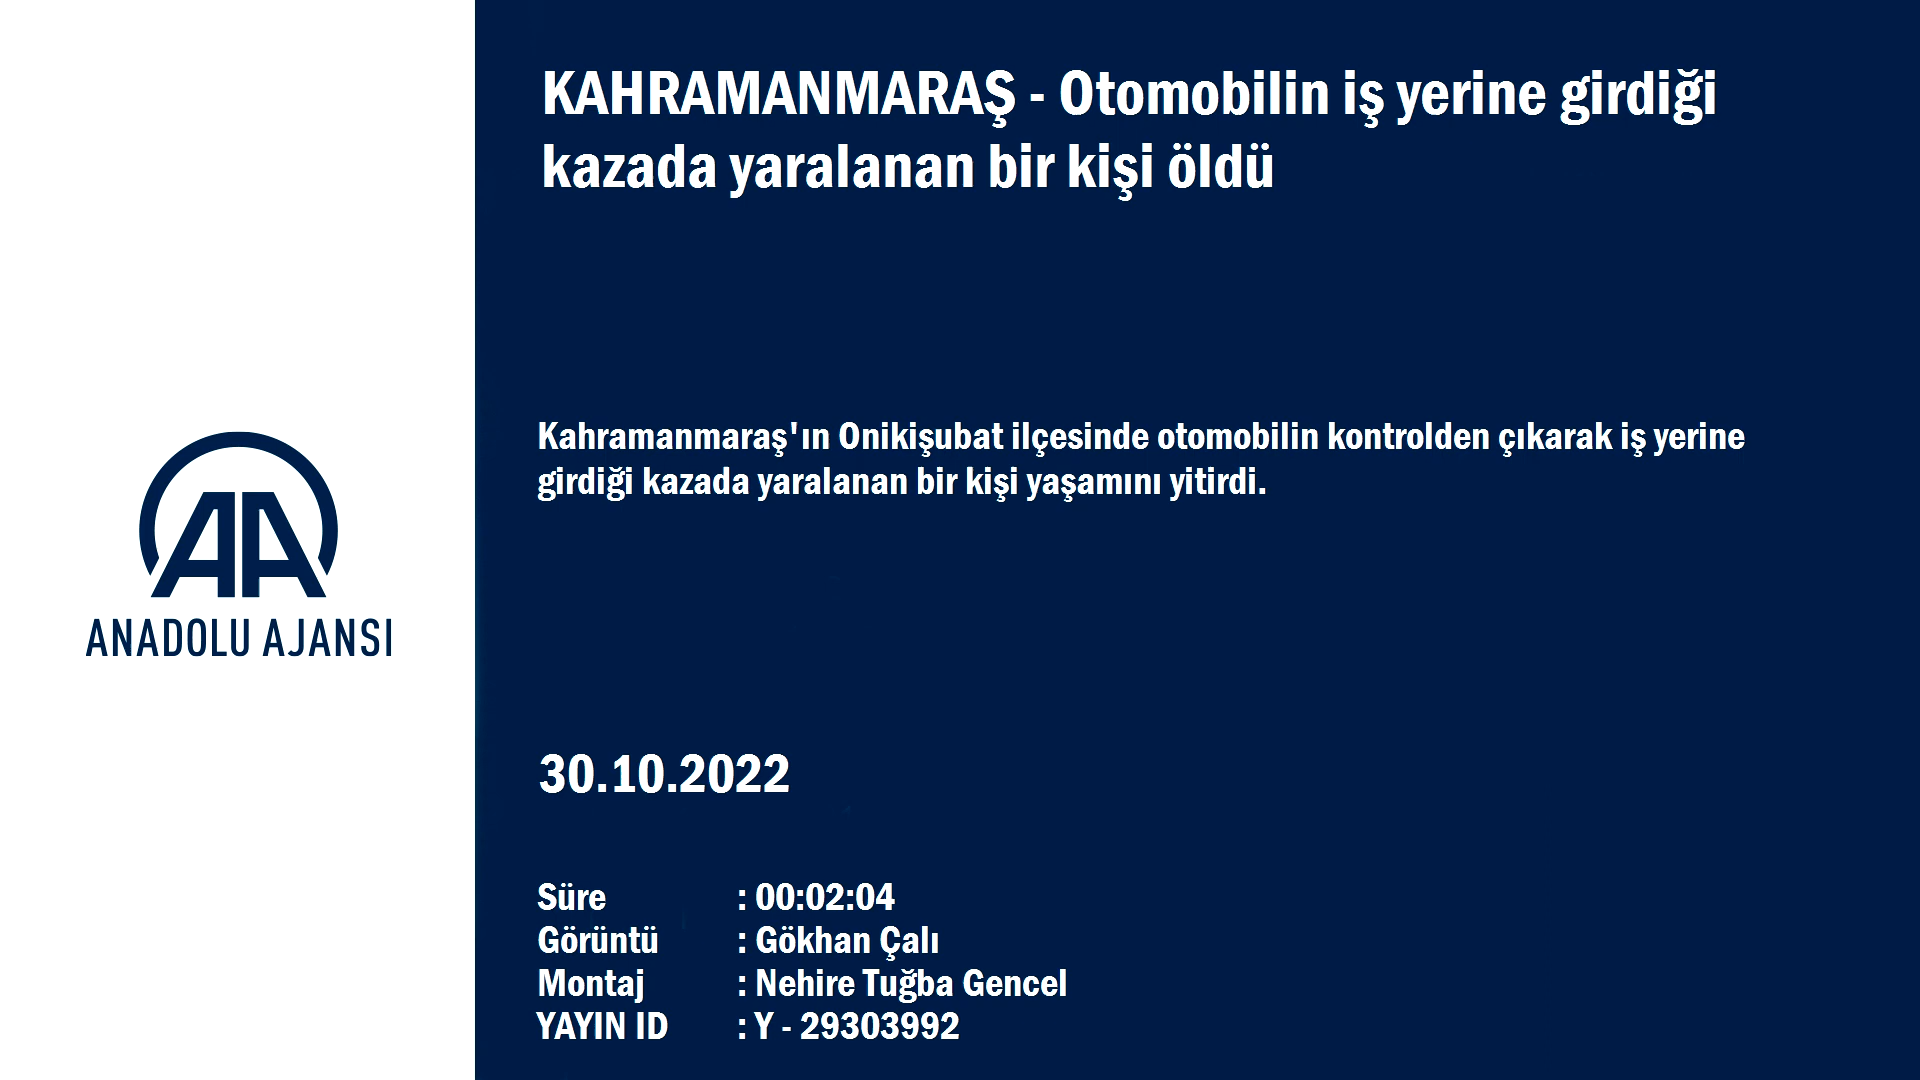 KAHRAMANMARAŞ - Otomobilin iş yerine girdiği
kazada yaralanan bir kişi öldü
Kahramanmaraş'ın Onikişubat ilçesinde otomobilin kontrolden çıkarak iş yerine
girdiği kazada yaralanan bir kişi yaşamını yitirdi.
AA
ANADOLU AJANSI
30.10.2022
Süre : 00:02:04
Görüntü : Gökhan Çalı
Montaj : Nehire Tuğba Gencel
YAYIN ID : Y - 29303992